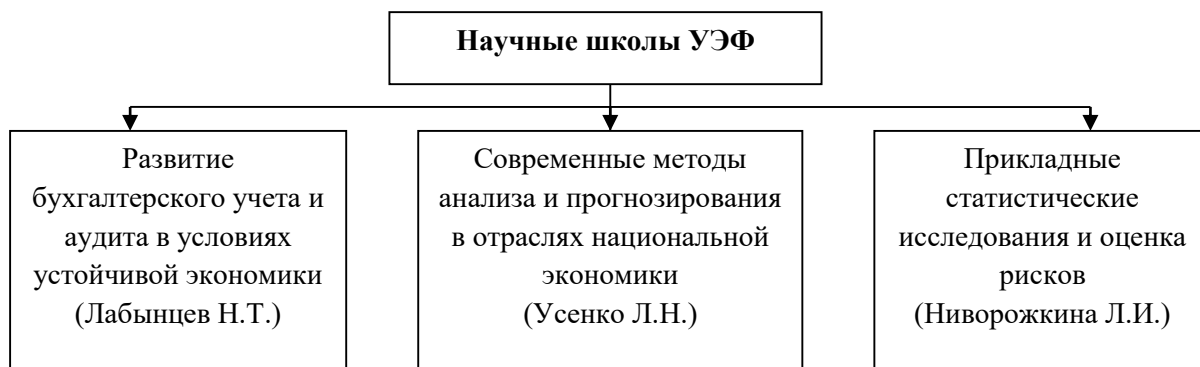 Научные школы УЭФ
Развитие
бухгалтерского учета и
аудита в условиях
устойчивой экономики
(Лабынцев Н.Т.)
Современные методы
анализа и прогнозирования
в отраслях национальной
экономики
(Усенко Л.Н.)
Прикладные
статистические
исследования и оценка
рисков
(Ниворожкина Л.И.)